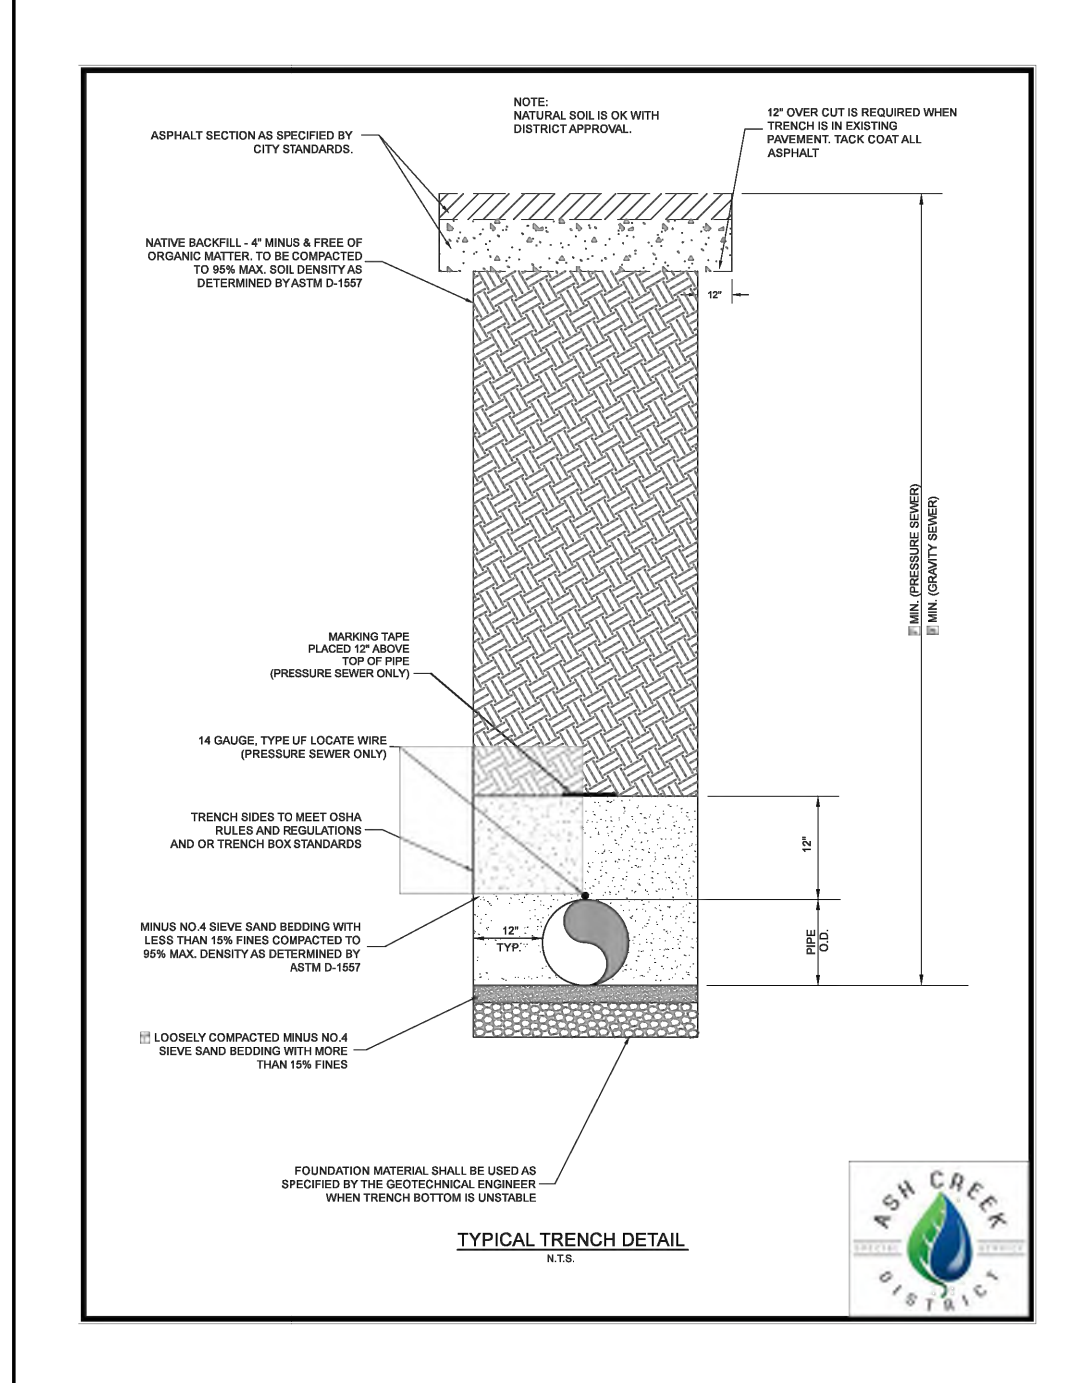 NOTE:
NATURAL SOIL IS OK WITH
DISTRICT APPROVAL.
12" OVER CUT IS REQUIRED WHEN
TRENCH IS IN EXISTING
PAVEMENT. TACK COAT ALL
ASPHALT
ASPHALT SECTION AS SPECIFIED BY
CITY STANDARDS.
NATIVE BACKFILL - 4" MINUS & FREE OF
ORGANIC MATTER. TO BE COMPACTED
TO 95% MAX. SOIL DENSITY AS
DETERMINED BY ASTM D-1557
12"
MIN. (PRESSURE SEWER)
MIN. (GRAVITY SEWER)
MARKING TAPE
PLACED 12" ABOVE
TOP OF PIPE
(PRESSURE SEWER ONLY)
14 GAUGE, TYPE UF LOCATE WIRE
(PRESSURE SEWER ONLY)
TRENCH SIDES TO MEET OSHA
RULES AND REGULATIONS
AND OR TRENCH BOX STANDARDS
12"
MINUS NO.4 SIEVE SAND BEDDING WITH
LESS THAN 15% FINES COMPACTED TO
95% MAX. DENSITY AS DETERMINED BY
ASTM D-1557
12"
TYP.
PIPE
O.D.
LOOSELY COMPACTED MINUS NO.4
SIEVE SAND BEDDING WITH MORE
THAN 15% FINES
FOUNDATION MATERIAL SHALL BE USED AS
SPECIFIED BY THE GEOTECHNICAL ENGINEER
WHEN TRENCH BOTTOM IS UNSTABLE
TYPICAL TRENCH DETAIL
N.T.S.
ASH CREEK
SPECIAL SERVICE
DISTRICT